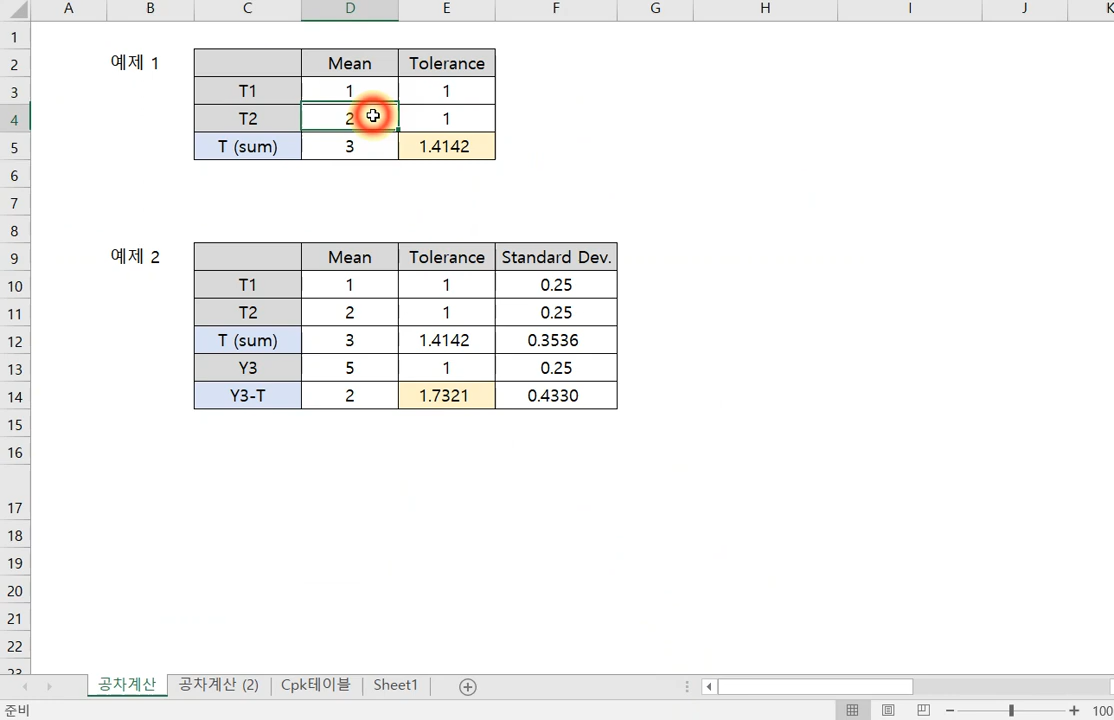 A B C D E F G H I J K
1
2 예제 1 Mean Tolerance
3 T1 1 1
4 T2 2 1
5 T (sum) 3 1.4142
6
7
8
9 예제 2 Mean Tolerance Standard Dev.
10 T1 1 1 0.25
11 T2 2 1 0.25
12 T (sum) 3 1.4142 0.3536
13 Y3 5 1 0.25
14 Y3-T 2 1.7321 0.4330
15
16
17
18
19
20
21
22
23
공차계산 공차계산 (2) Cpk테이블 Sheet1
준비 100